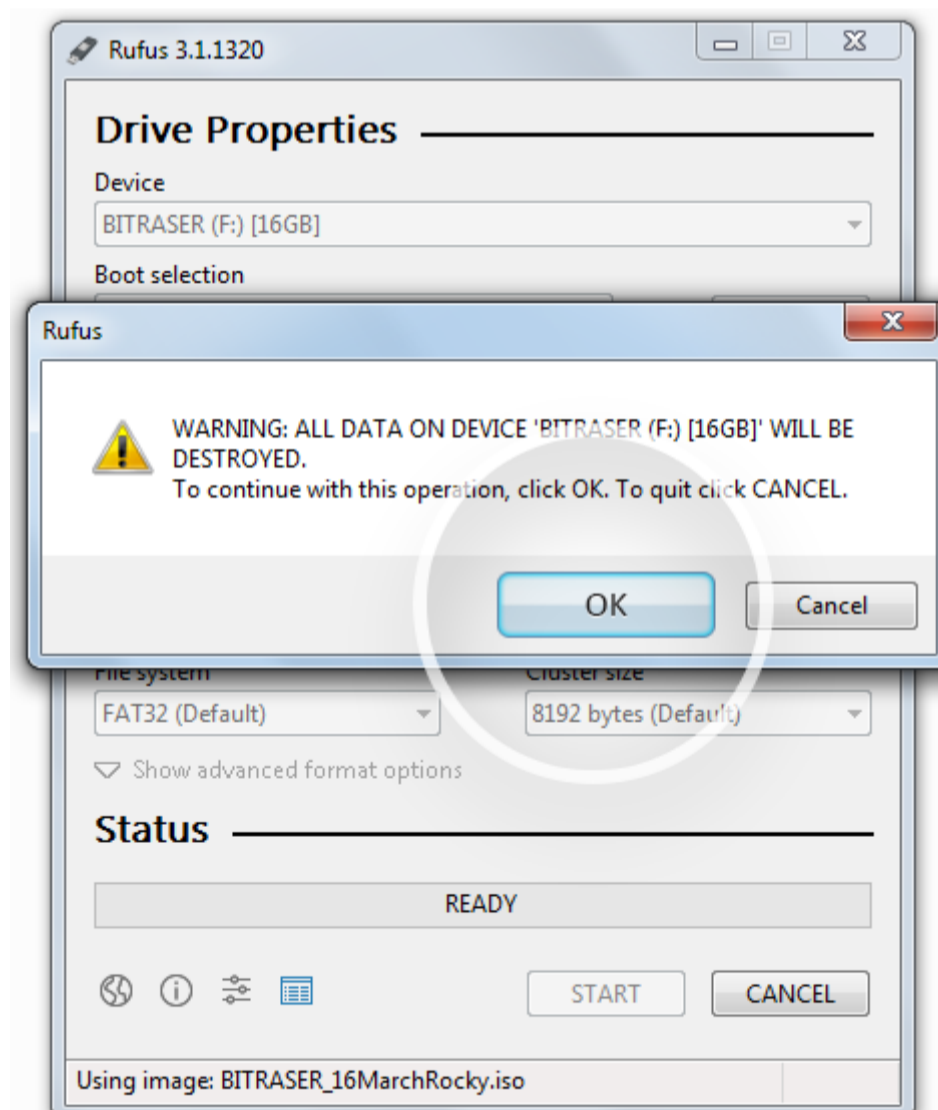 Rufus 3.1.1320
Drive Properties
Device
BITRASER (F:) [16GB]
Boot selection
Rufus
WARNING: ALL DATA ON DEVICE 'BITRASER (F:) [16GB]' WILL BE
DESTROYED.
To continue with this operation, click OK. To quit click CANCEL.
OK Cancel
File system Cluster size
FAT32 (Default) 8192 bytes (Default)
Show advanced format options
Status
READY
START CANCEL
Using image: BITRASER_16MarchRocky.iso